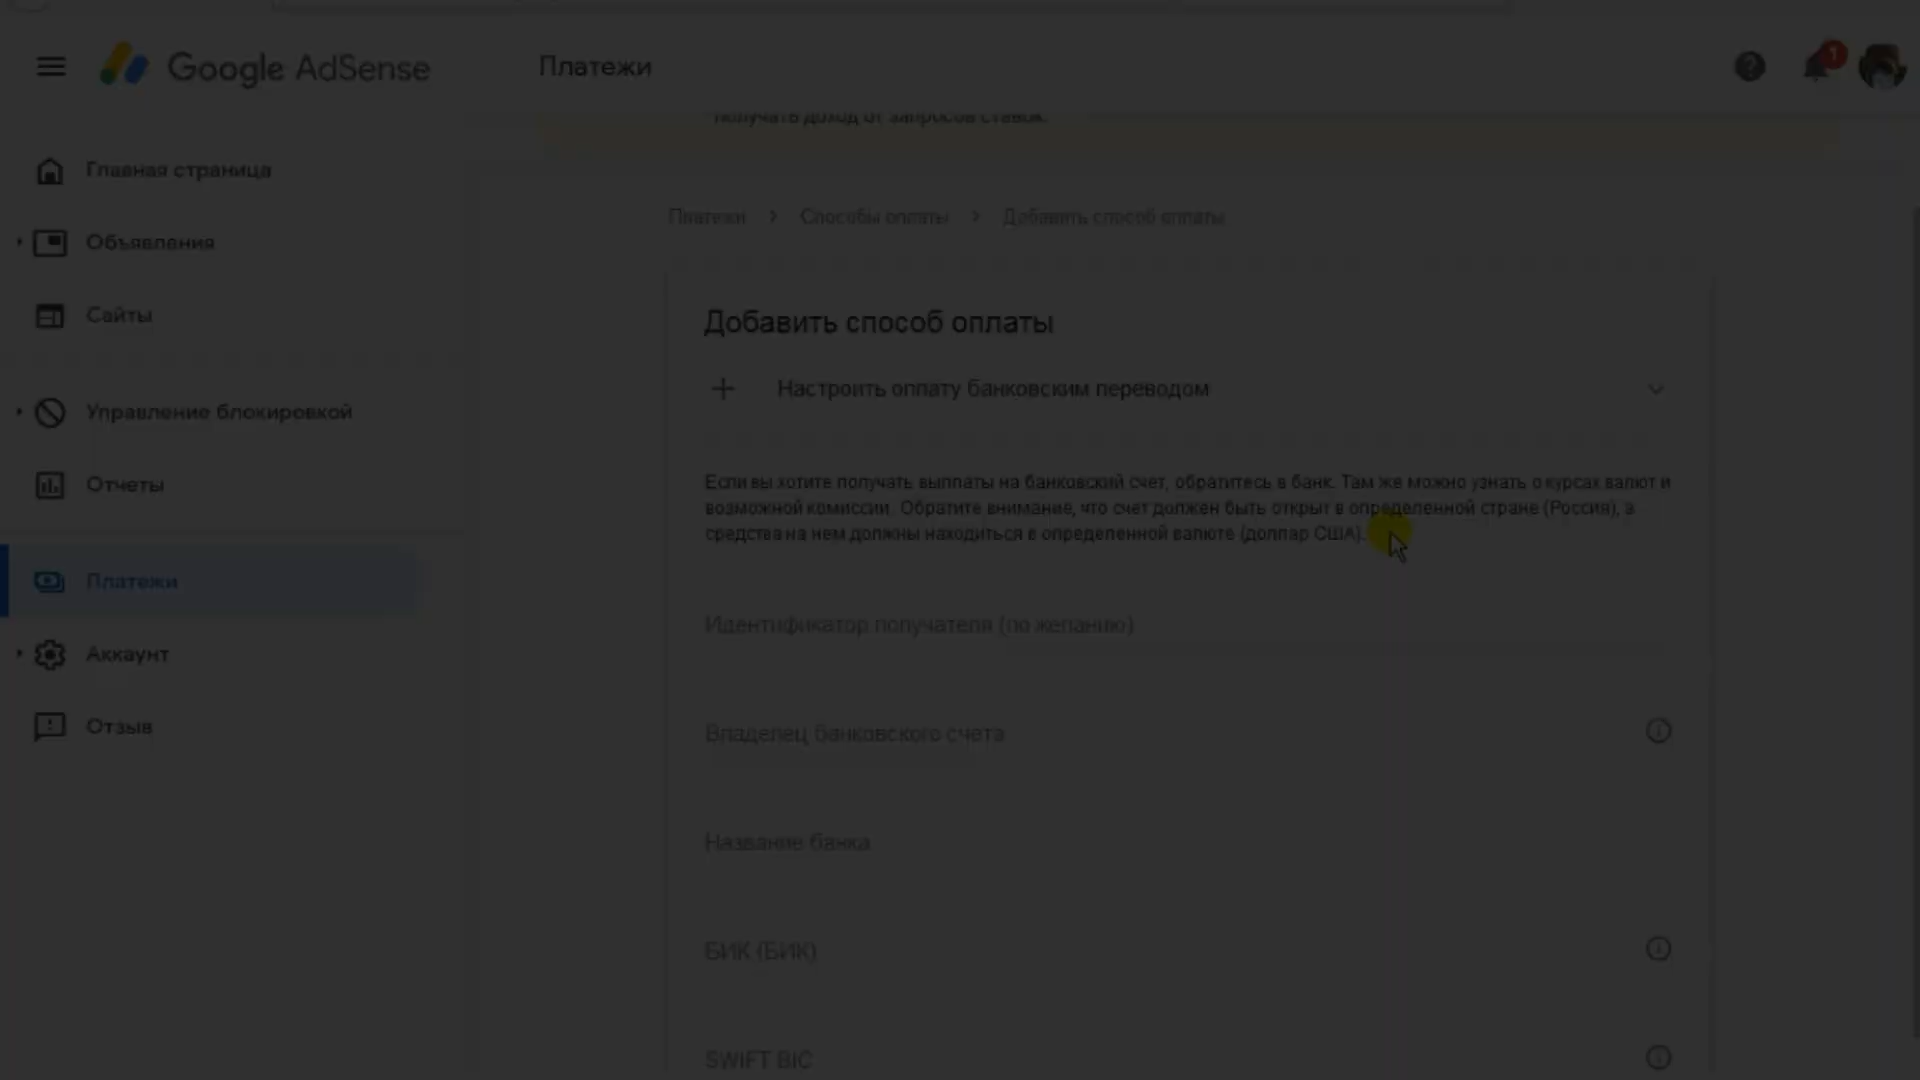 Google AdSense
Платежи
1
получать доход от запросов ставок.
Главная страница
Объявления
Сайты
Управление блокировкой
Отчеты
Платежи
Аккаунт
Отзыв
Платежи > Способы оплаты > Добавить способ оплаты
Добавить способ оплаты
Настроить оплату банковским переводом
Если вы хотите получать выплаты на банковский счет, обратитесь в банк. Там же можно узнать о курсах валют и
возможной комиссии. Обратите внимание, что счет должен быть открыт в определенной стране (Россия), а
средства на нем должны находиться в определенной валюте (доллар США).
Идентификатор получателя (по желанию)
Владелец банковского счета
Название банка
БИК (БИК)
SWIFT BIC